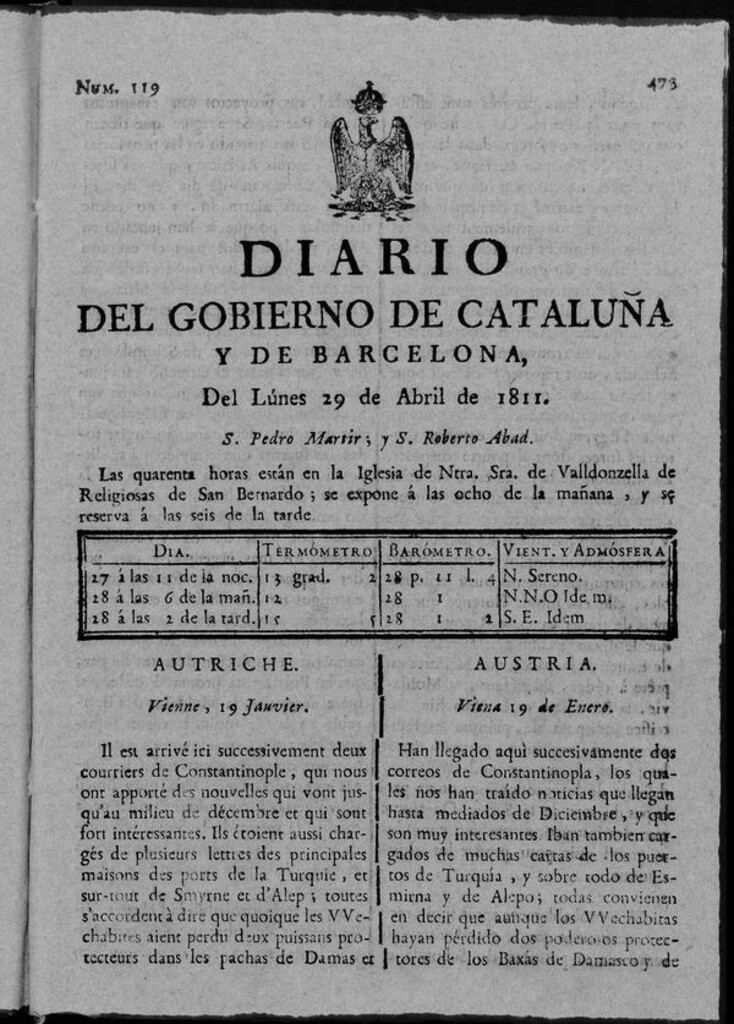 Num. 119
473
DIARIO
DEL GOBIERNO DE CATALUÑA
Y DE BARCELONA,
Del Lúnes 29 de Abril de 1811.
S. Pedro Martir; y S. Roberto Abad.
Las quarenta horas están en la Iglesia de Ntra. Sra. de Valldonzella de
Religiosas de San Bernardo; se expone á las ocho de la mañana, y se
reserva á las seis de la tarde
DIA. TERMÓMETRO BARÓMETRO. VIENT. Y ADMÓSFERA
27 á las 11 de la noc. 13 grad. 2 28 p. 11 l. 4 N. Sereno.
28 á las 6 de la mañ. 12 28 1 N.N.O Idem.
28 á las 2 de la tard. 15 5 28 1 2 S. E. Idem
AUTRICHE.
Vienne, 19 Janvier.
Il est arrivé ici successivement deux
courriers de Constantinople, qui nous
ont apporté des nouvelles qui vont jus-
qu'au milieu de décembre et qui sont
fort intéressantes. Ils étoient aussi char-
gés de plusieurs lettres des principales
maisons des ports de la Turquie, et
sur-tout de Smyrne et d'Alep; toutes
s'accordent à dire que quoique les VVe-
chabites aient perdu deux puissans pro-
tecteurs dans les pachas de Damas et
AUSTRIA.
Viena 19 de Enero.
Han llegado aquì succesivamente dos
correos de Constantinopla, los qua-
les nos han traído noticias que llegan
hasta mediados de Diciembre, y que
son muy interesantes Iban tambien car-
gados de muchas cartas de los puer-
tos de Turquía, y sobre todo de Es-
mirna y de Alepo; todas convienen
en decir que aunque los VVechabitas
hayan pérdido dos poderosos protec-
tores de los Baxás de Damasco y de